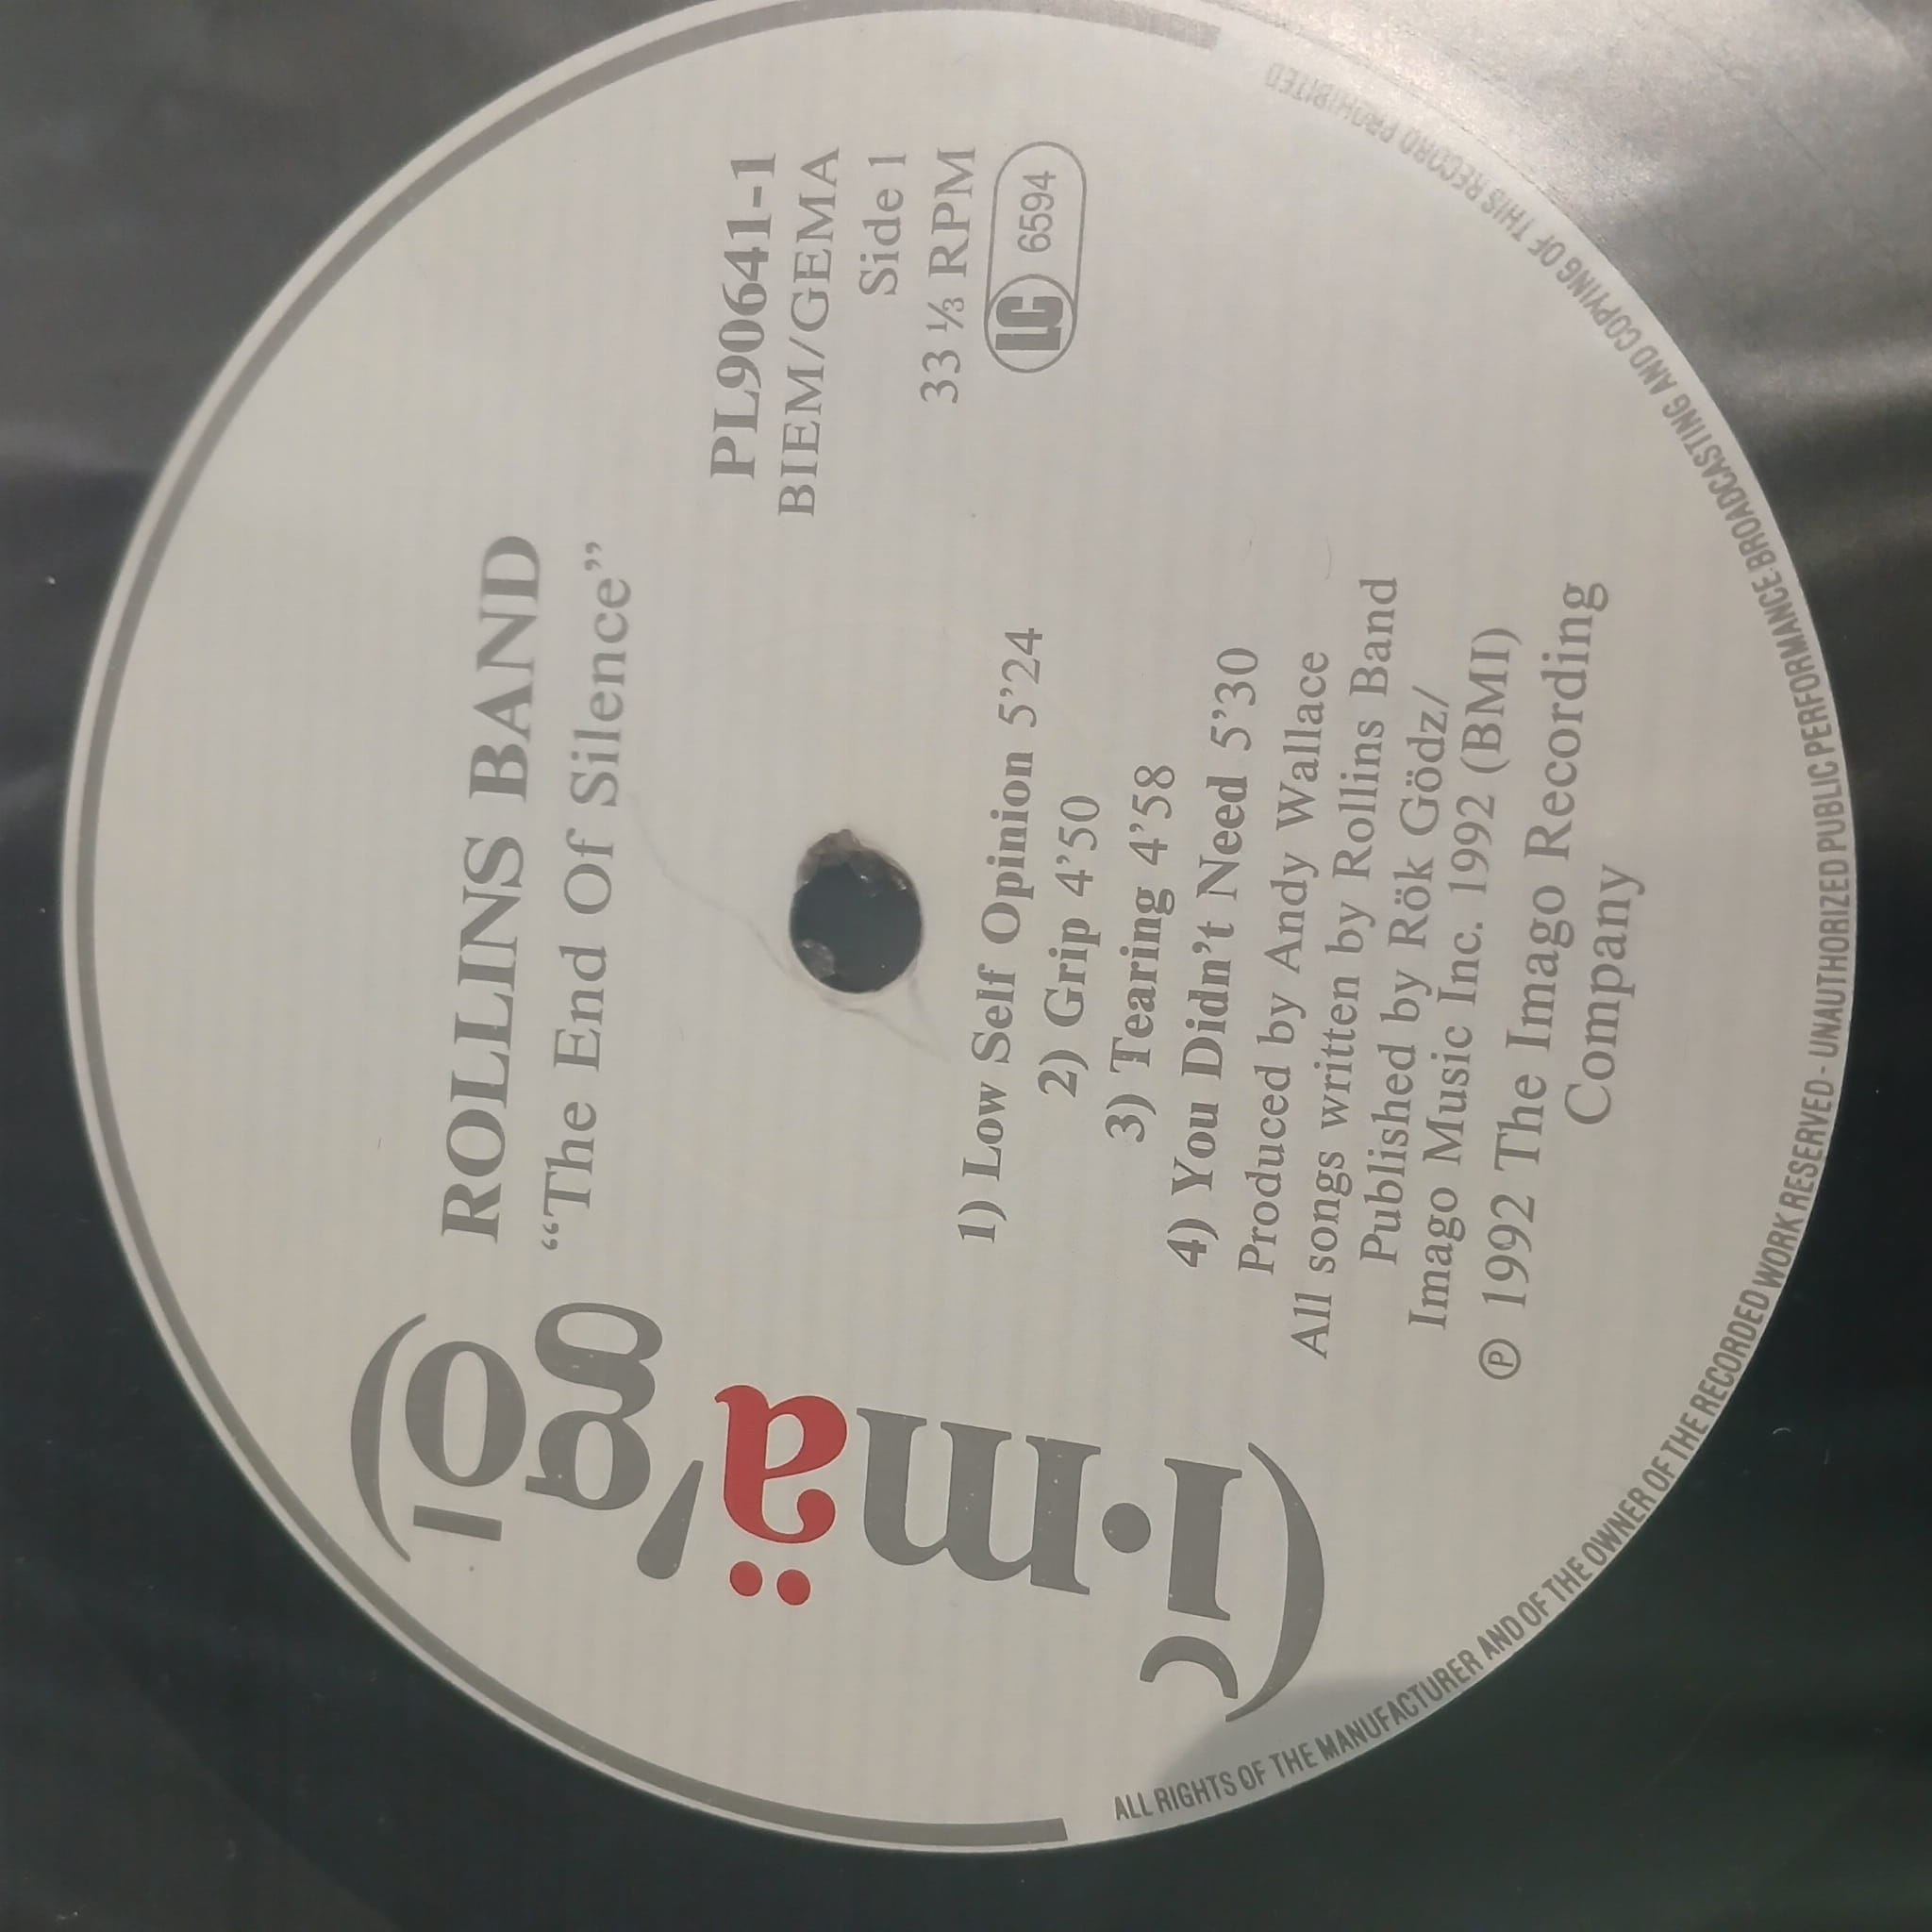 (ĭ·mä′gō)
ROLLINS BAND
“The End Of Silence”
PL90641-1
BIEM/GEMA
Side 1
33 ⅓ RPM
LC 6594
1) Low Self Opinion 5’24
2) Grip 4’50
3) Tearing 4’58
4) You Didn’t Need 5’30
Produced by Andy Wallace
All songs written by Rollins Band
Published by Rök Gödz/
Imago Music Inc. 1992 (BMI)
℗ 1992 The Imago Recording
Company
ALL RIGHTS OF THE MANUFACTURER AND OF THE OWNER OF THE RECORDED WORK RESERVED - UNAUTHORIZED PUBLIC PERFORMANCE BROADCASTING AND COPYING OF THIS RECORD PROHIBITED